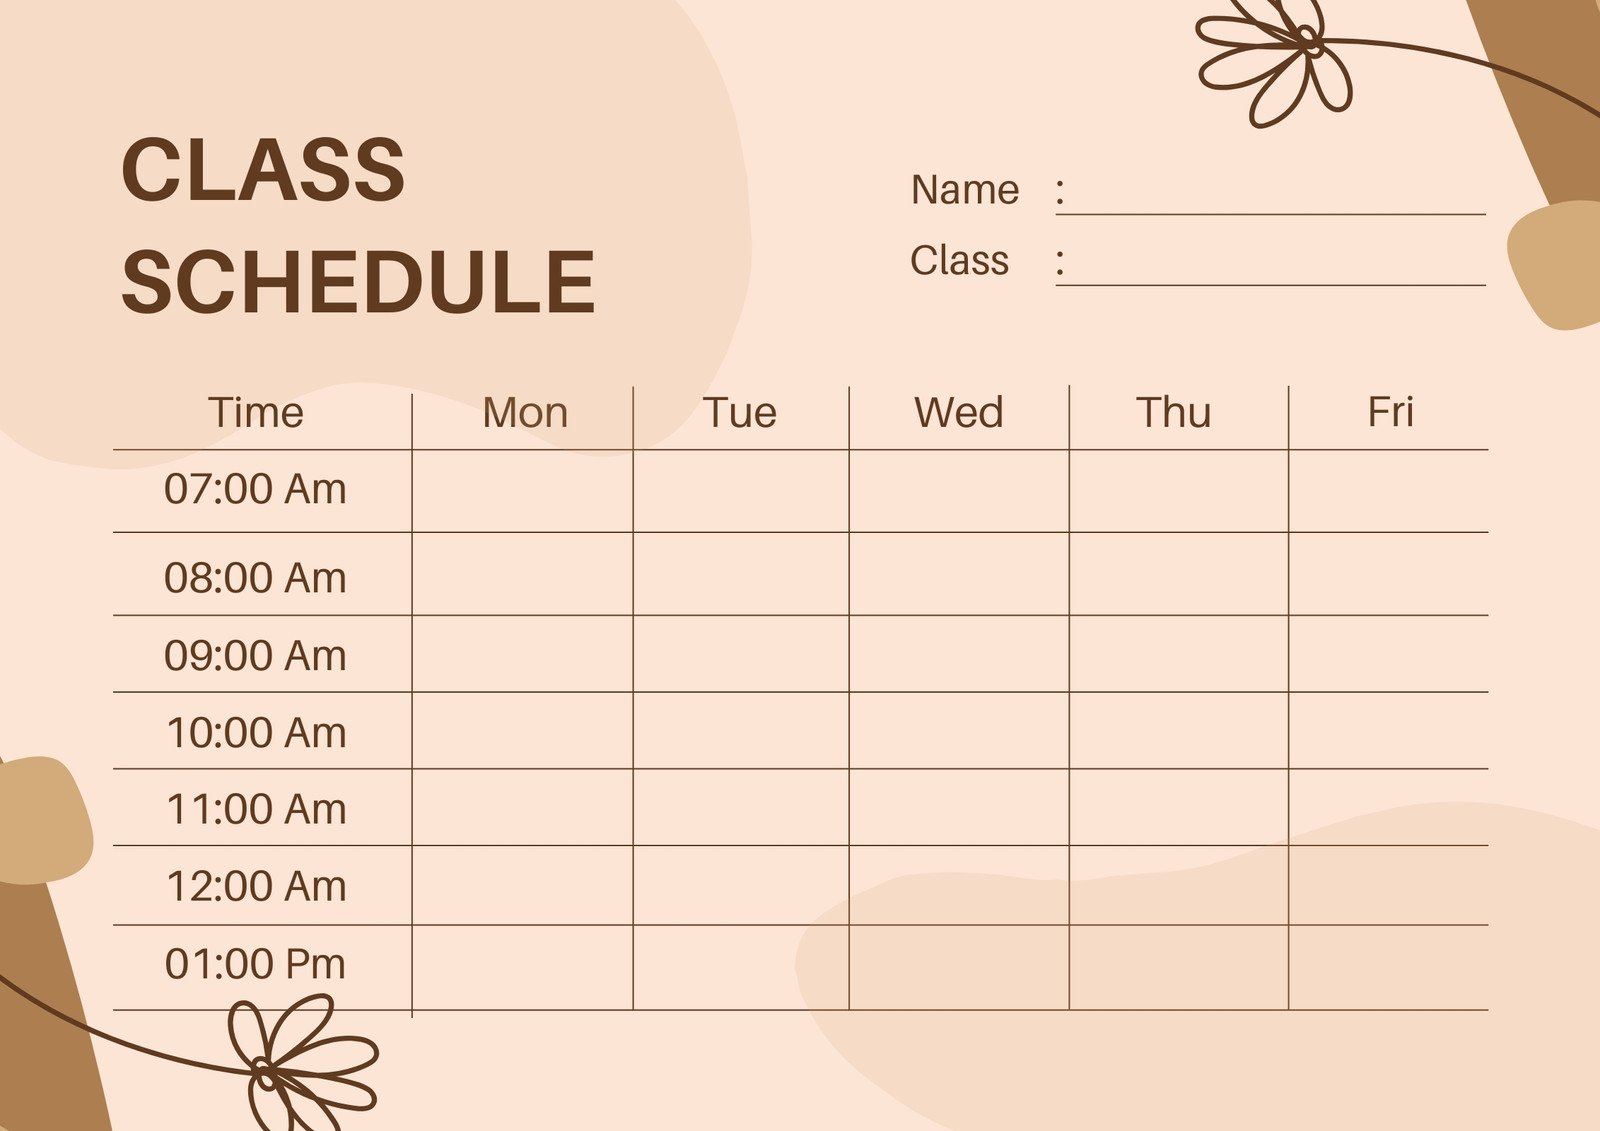 CLASS
SCHEDULE
Name :
Class :
Time Mon Tue Wed Thu Fri
07:00 Am
08:00 Am
09:00 Am
10:00 Am
11:00 Am
12:00 Am
01:00 Pm